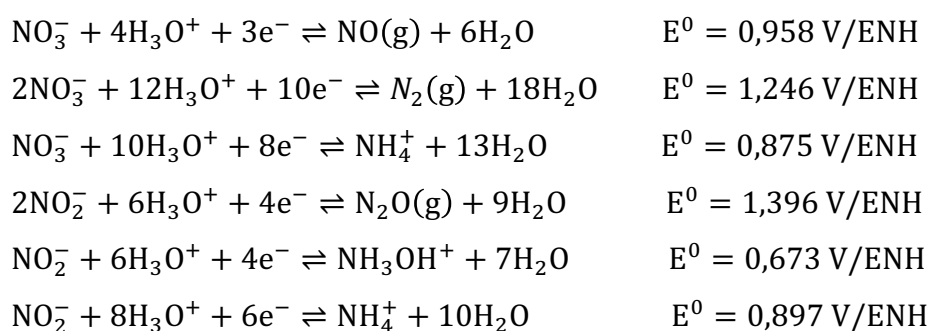 NO₃⁻ + 4H₃O⁺ + 3e⁻ ⇌ NO(g) + 6H₂O E⁰ = 0,958 V/ENH
2NO₃⁻ + 12H₃O⁺ + 10e⁻ ⇌ N₂(g) + 18H₂O E⁰ = 1,246 V/ENH
NO₃⁻ + 10H₃O⁺ + 8e⁻ ⇌ NH₄⁺ + 13H₂O E⁰ = 0,875 V/ENH
2NO₂⁻ + 6H₃O⁺ + 4e⁻ ⇌ N₂O(g) + 9H₂O E⁰ = 1,396 V/ENH
NO₂⁻ + 6H₃O⁺ + 4e⁻ ⇌ NH₃OH⁺ + 7H₂O E⁰ = 0,673 V/ENH
NO₂⁻ + 8H₃O⁺ + 6e⁻ ⇌ NH₄⁺ + 10H₂O E⁰ = 0,897 V/ENH